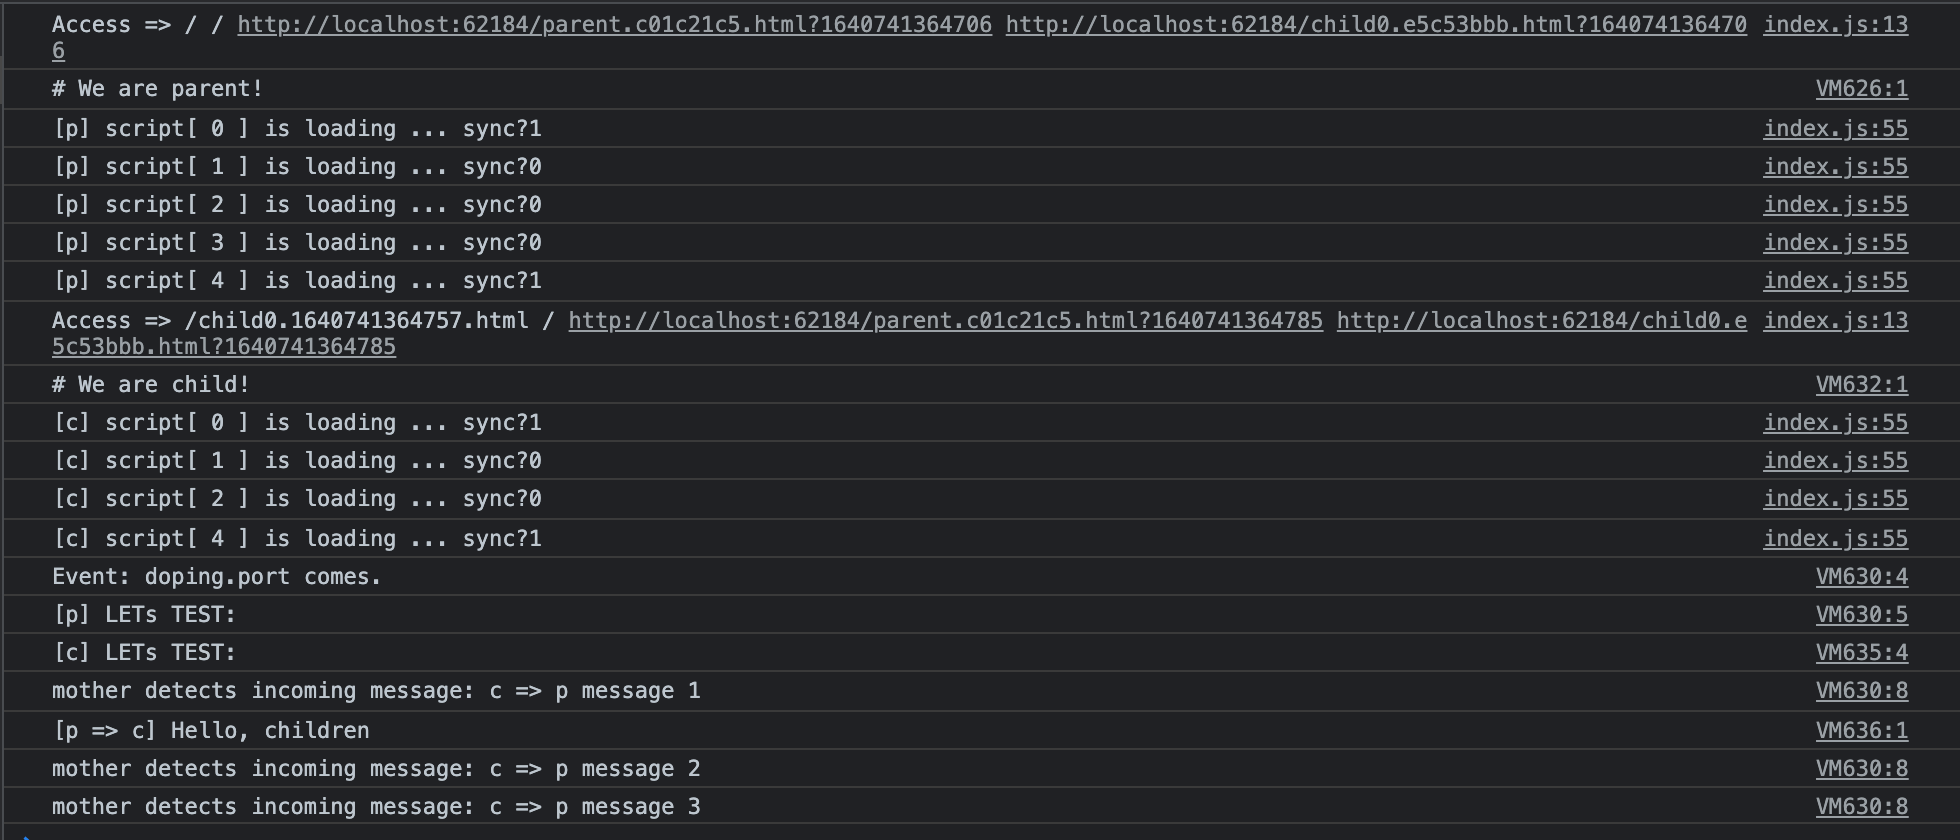 Access => / / http://localhost:62184/parent.c01c21c5.html?1640741364706 http://localhost:62184/child0.e5c53bbb.html?164074136470 index.js:13
6
# We are parent! VM626:1
[p] script[ 0 ] is loading ... sync?1 index.js:55
[p] script[ 1 ] is loading ... sync?0 index.js:55
[p] script[ 2 ] is loading ... sync?0 index.js:55
[p] script[ 3 ] is loading ... sync?0 index.js:55
[p] script[ 4 ] is loading ... sync?1 index.js:55
Access => /child0.1640741364757.html / http://localhost:62184/parent.c01c21c5.html?1640741364785 http://localhost:62184/child0.e index.js:13
5c53bbb.html?1640741364785
# We are child! VM632:1
[c] script[ 0 ] is loading ... sync?1 index.js:55
[c] script[ 1 ] is loading ... sync?0 index.js:55
[c] script[ 2 ] is loading ... sync?0 index.js:55
[c] script[ 4 ] is loading ... sync?1 index.js:55
Event: doping.port comes. VM630:4
[p] LETs TEST: VM630:5
[c] LETs TEST: VM635:4
mother detects incoming message: c => p message 1 VM630:8
[p => c] Hello, children VM636:1
mother detects incoming message: c => p message 2 VM630:8
mother detects incoming message: c => p message 3 VM630:8